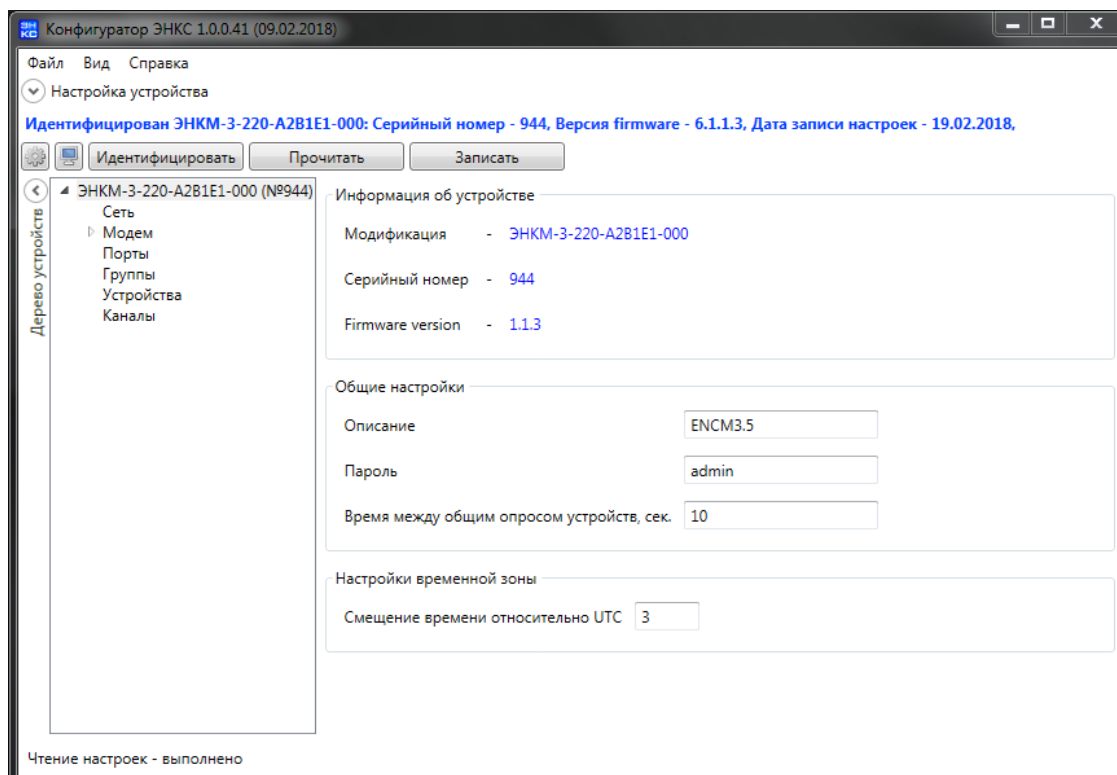 ЭН
КС
Конфигуратор ЭНКС 1.0.0.41 (09.02.2018)
Файл Вид Справка
Настройка устройства
Идентифицирован ЭНКМ-3-220-A2B1E1-000: Серийный номер - 944, Версия firmware - 6.1.1.3, Дата записи настроек - 19.02.2018,
Идентифицировать Прочитать Записать
Дерево устройств
ЭНКМ-3-220-A2B1E1-000 (№944)
Сеть
Модем
Порты
Группы
Устройства
Каналы
Информация об устройстве
Модификация - ЭНКМ-3-220-A2B1E1-000
Серийный номер - 944
Firmware version - 1.1.3
Общие настройки
Описание ENCM3.5
Пароль admin
Время между общим опросом устройств, сек. 10
Настройки временной зоны
Смещение времени относительно UTC 3
Чтение настроек - выполнено